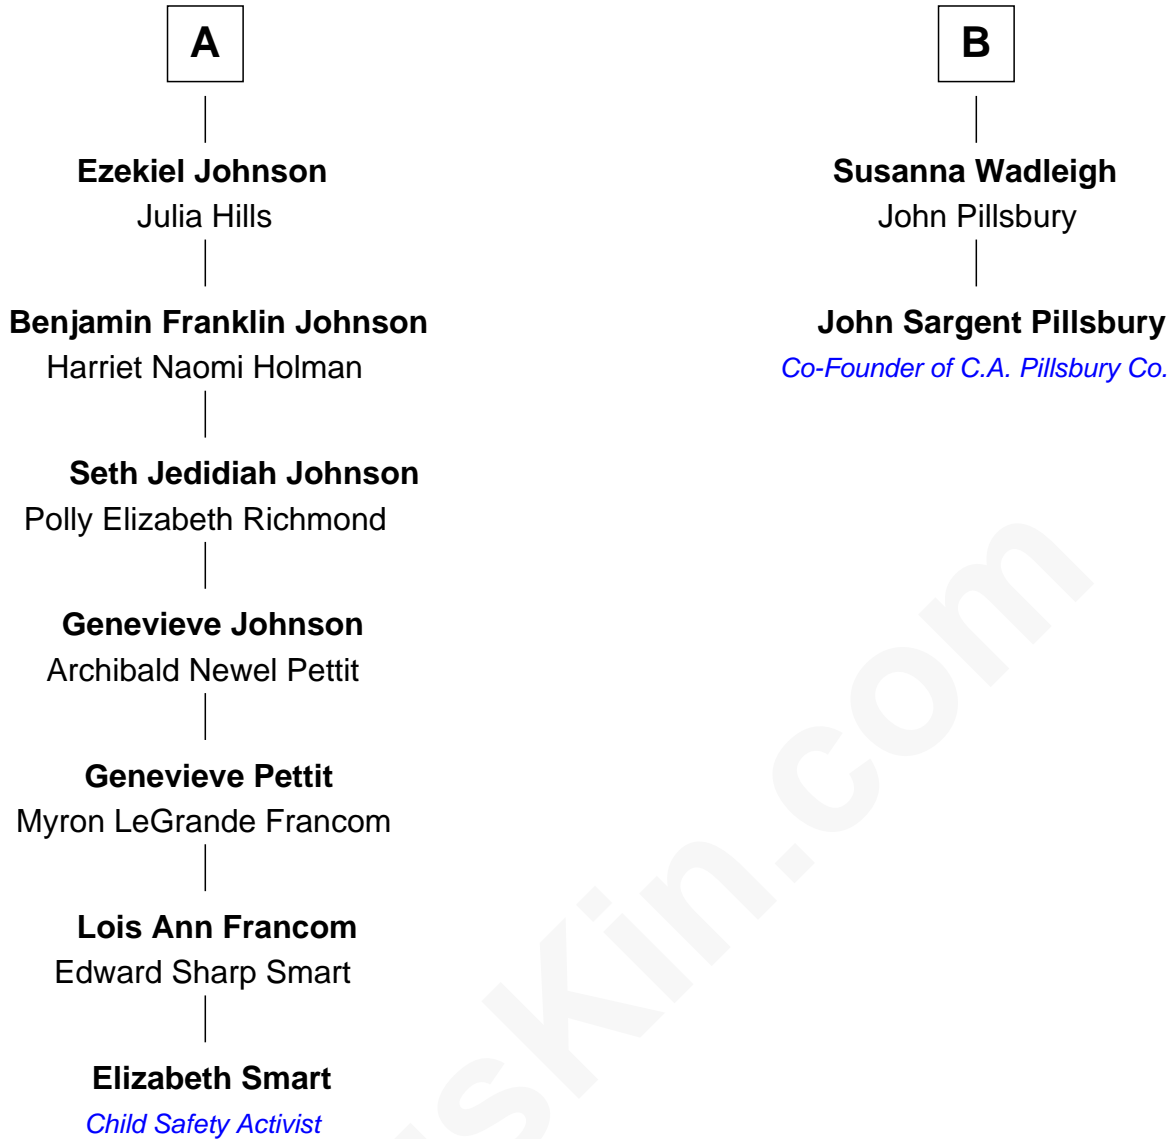 A
Ezekiel Johnson
Julia Hills
Benjamin Franklin Johnson
Harriet Naomi Holman
Seth Jedidiah Johnson
Polly Elizabeth Richmond
Genevieve Johnson
Archibald Newel Pettit
Genevieve Pettit
Myron LeGrande Francom
Lois Ann Francom
Edward Sharp Smart
Elizabeth Smart
Child Safety Activist
B
Susanna Wadleigh
John Pillsbury
John Sargent Pillsbury
Co-Founder of C.A. Pillsbury Co.
sKin.com